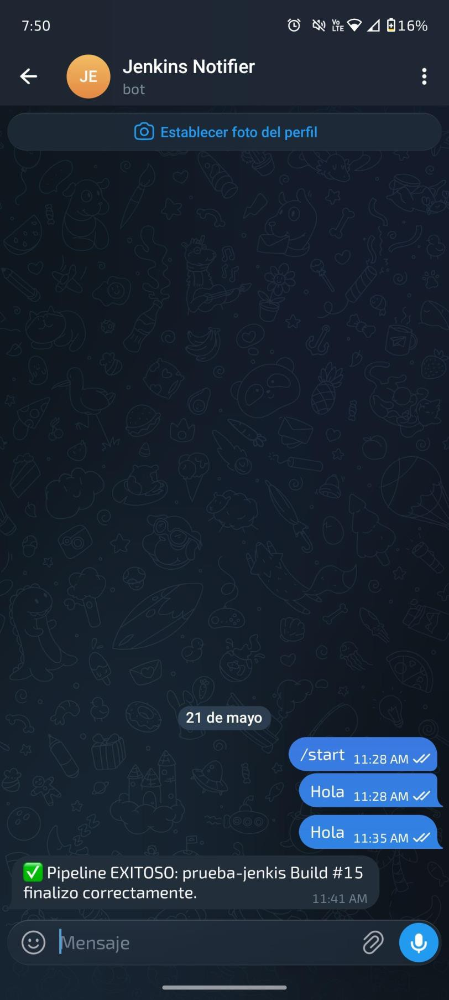 7:50
Vo LTE
16%
JE
Jenkins Notifier
bot
Establecer foto del perfil
21 de mayo
/start 11:28 AM
Hola 11:28 AM
Hola 11:35 AM
✅ Pipeline EXITOSO: prueba-jenkis Build #15
finalizo correctamente.
11:41 AM
Mensaje